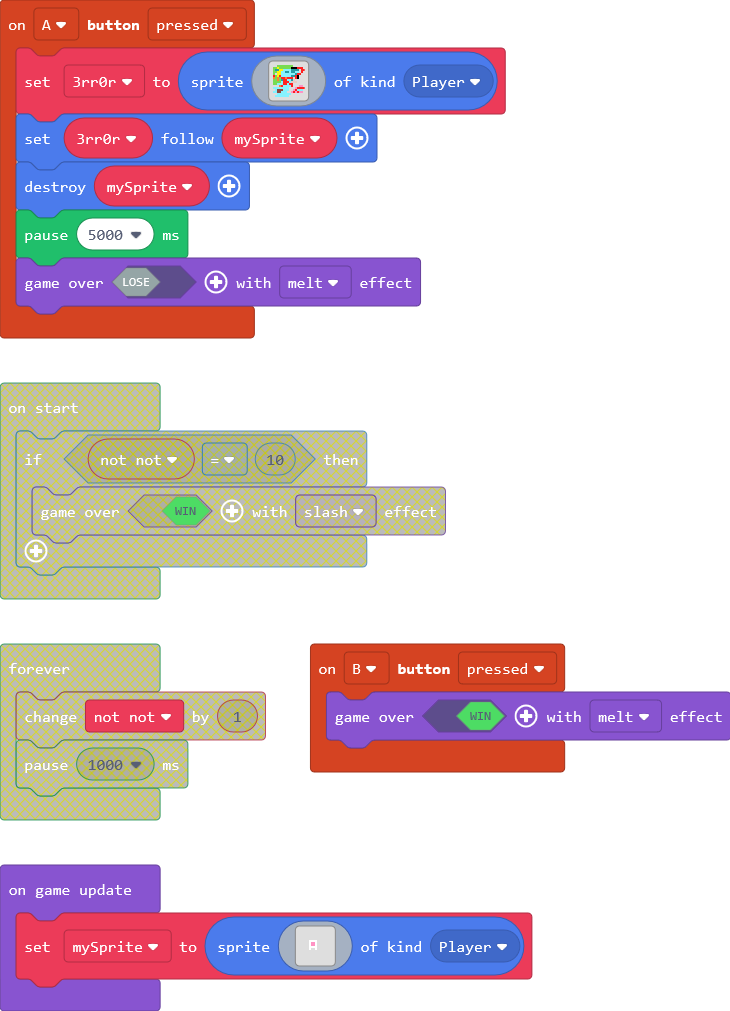 on A button pressed
set 3rr0r to sprite of kind Player
set 3rr0r follow mySprite
destroy mySprite
pause 5000 ms
game over LOSE with melt effect
on start
if not not = 10 then
game over WIN with slash effect
forever
change not not by 1
pause 1000 ms
on B button pressed
game over WIN with melt effect
on game update
set mySprite to sprite of kind Player